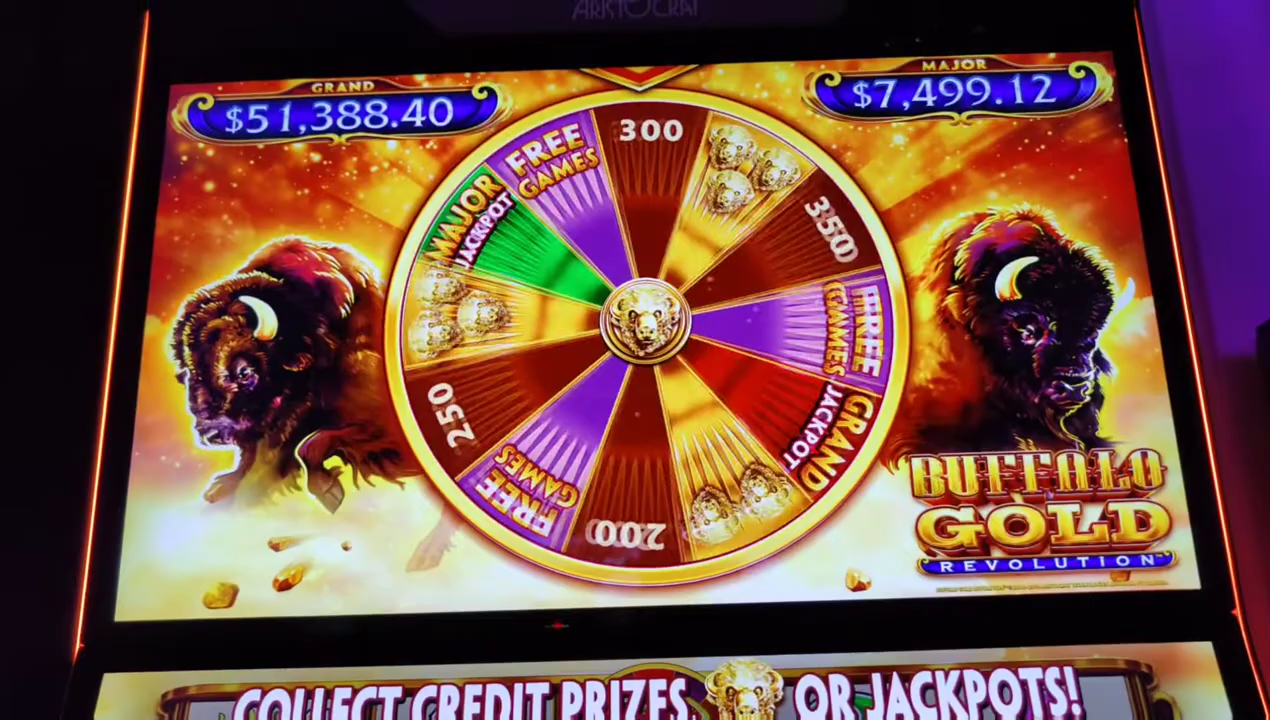 ARISTOCRAT
GRAND
$51,388.40
MAJOR
$7,499.12
300
350
FREE
GAMES
GRAND
JACKPOT
200
FREE
GAMES
250
MAJOR
JACKPOT
FREE
GAMES
BUFFALO
GOLD
REVOLUTION™
COLLECT CREDIT PRIZES, OR JACKPOTS!